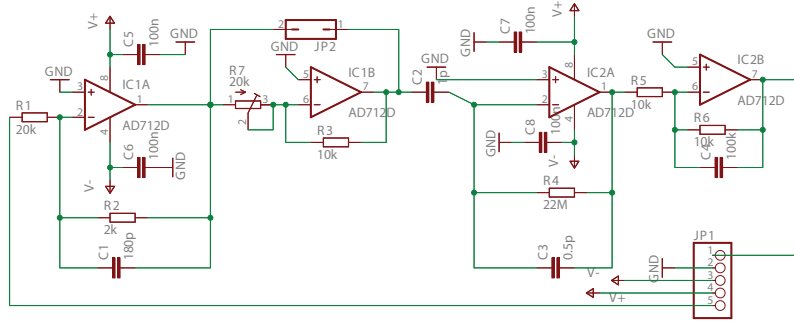 V+
C5
100n
GND
GND
3
2
8
4
1
IC1A
AD712D
R1
20k
C6
100n
GND
V-
R2
2k
C1
180p
2
1
JP2
GND
R7
20k
1
3
2
5
6
7
IC1B
AD712D
R3
10k
C2
1p
GND
V+
C7
100n
GND
3
2
8
4
1
IC2A
AD712D
C8
100n
GND
V-
R4
22M
C3
0.5p
R5
10k
GND
5
6
7
IC2B
AD712D
R6
10k
C4
100k
JP1
1
2
3
4
5
GND
V-
V+